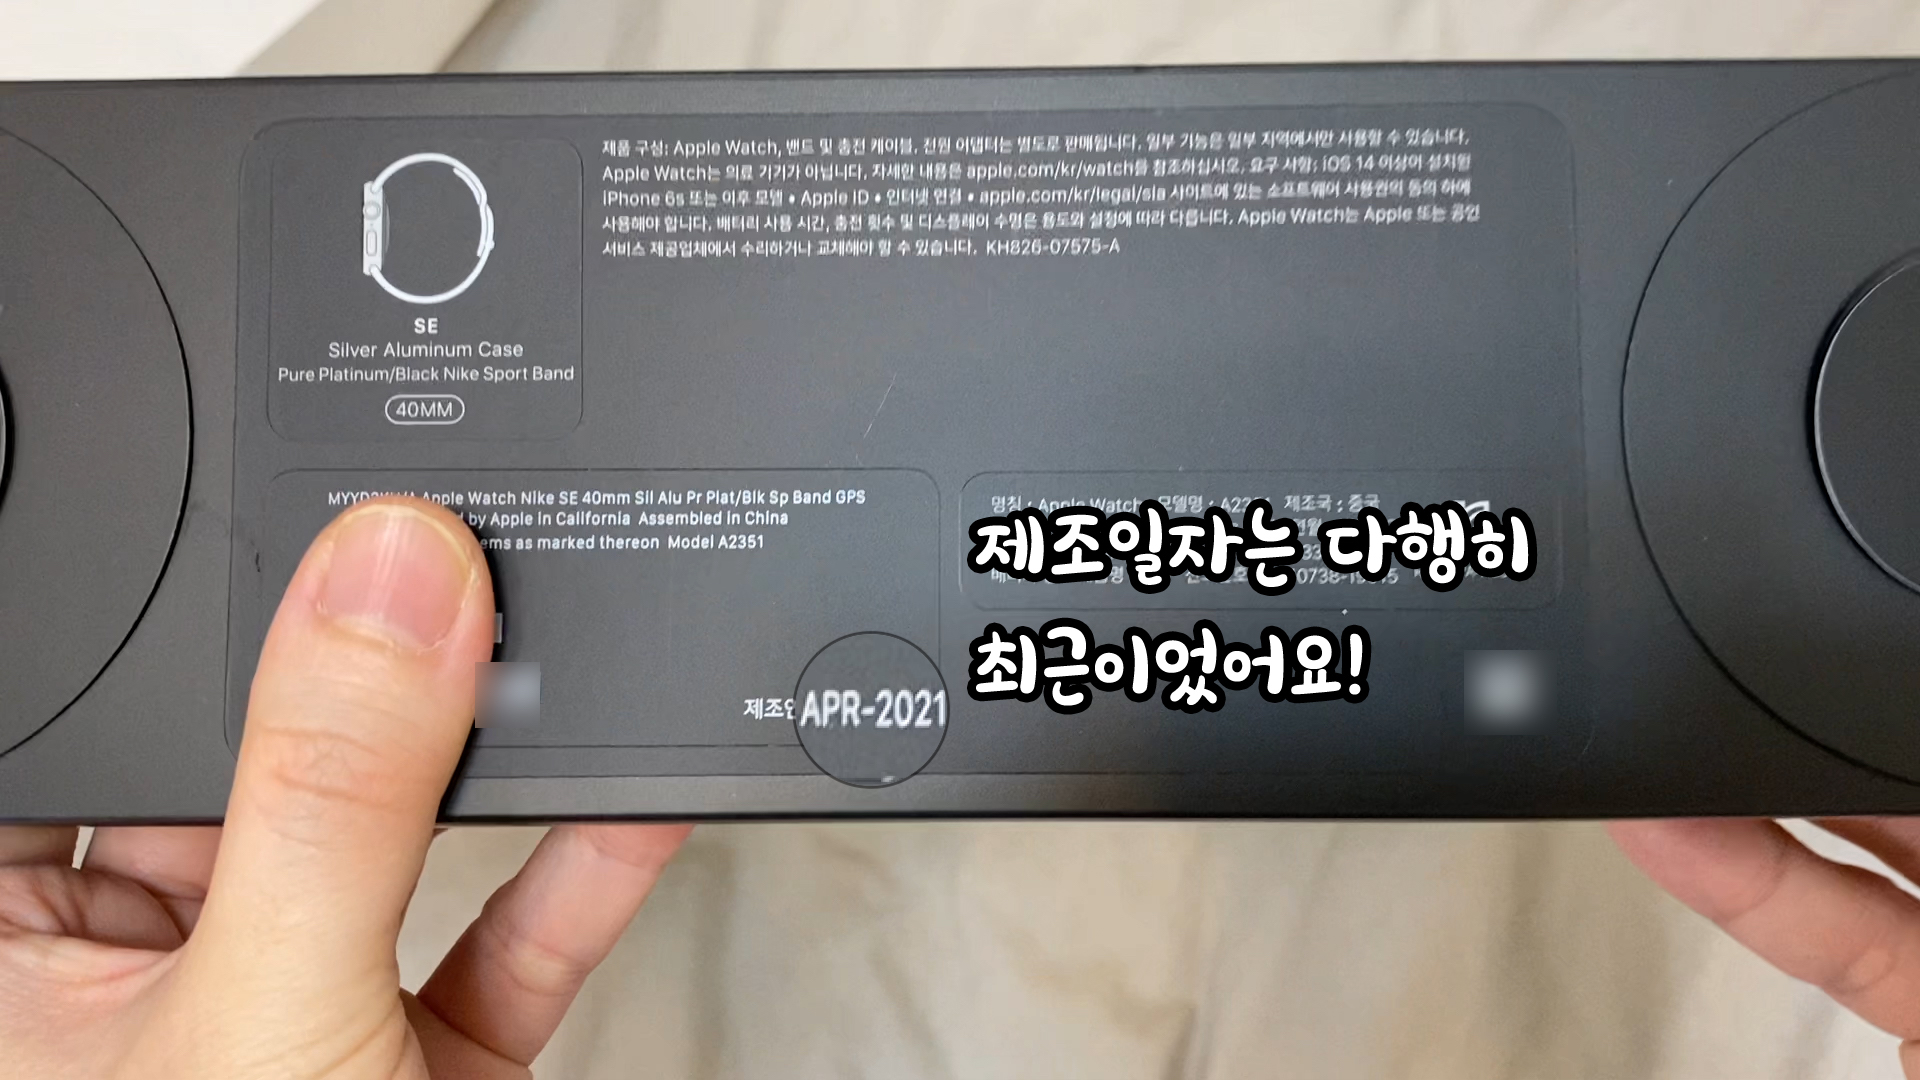 제품 구성: Apple Watch, 밴드 및 충전 케이블. 전원 어댑터는 별도로 판매됩니다. 일부 기능은 일부 지역에서만 사용할 수 있습니다.
Apple Watch는 의료 기기가 아닙니다. 자세한 내용은 apple.com/kr/watch를 참조하십시오. 요구 사항: iOS 14 이상이 설치된
iPhone 6s 또는 이후 모델 • Apple ID • 인터넷 연결 • apple.com/kr/legal/sla 사이트에 있는 소프트웨어 사용권의 동의 하에
사용해야 합니다. 배터리 사용 시간, 충전 횟수 및 디스플레이 수명은 용도와 설정에 따라 다릅니다. Apple Watch는 Apple 또는 공인
서비스 제공업체에서 수리하거나 교체해야 할 수 있습니다. KH826-07575-A
SE
Silver Aluminum Case
Pure Platinum/Black Nike Sport Band
40MM
Apple Watch Nike SE 40mm Sil Alu Pr Plat/Blk Sp Band GPS
by Apple in California Assembled in China
as marked thereon Model A2351
명칭 : Apple Watch 모델명 : 제조국 : 중국
제조일자는 다행히
최근이었어요!
APR-2021